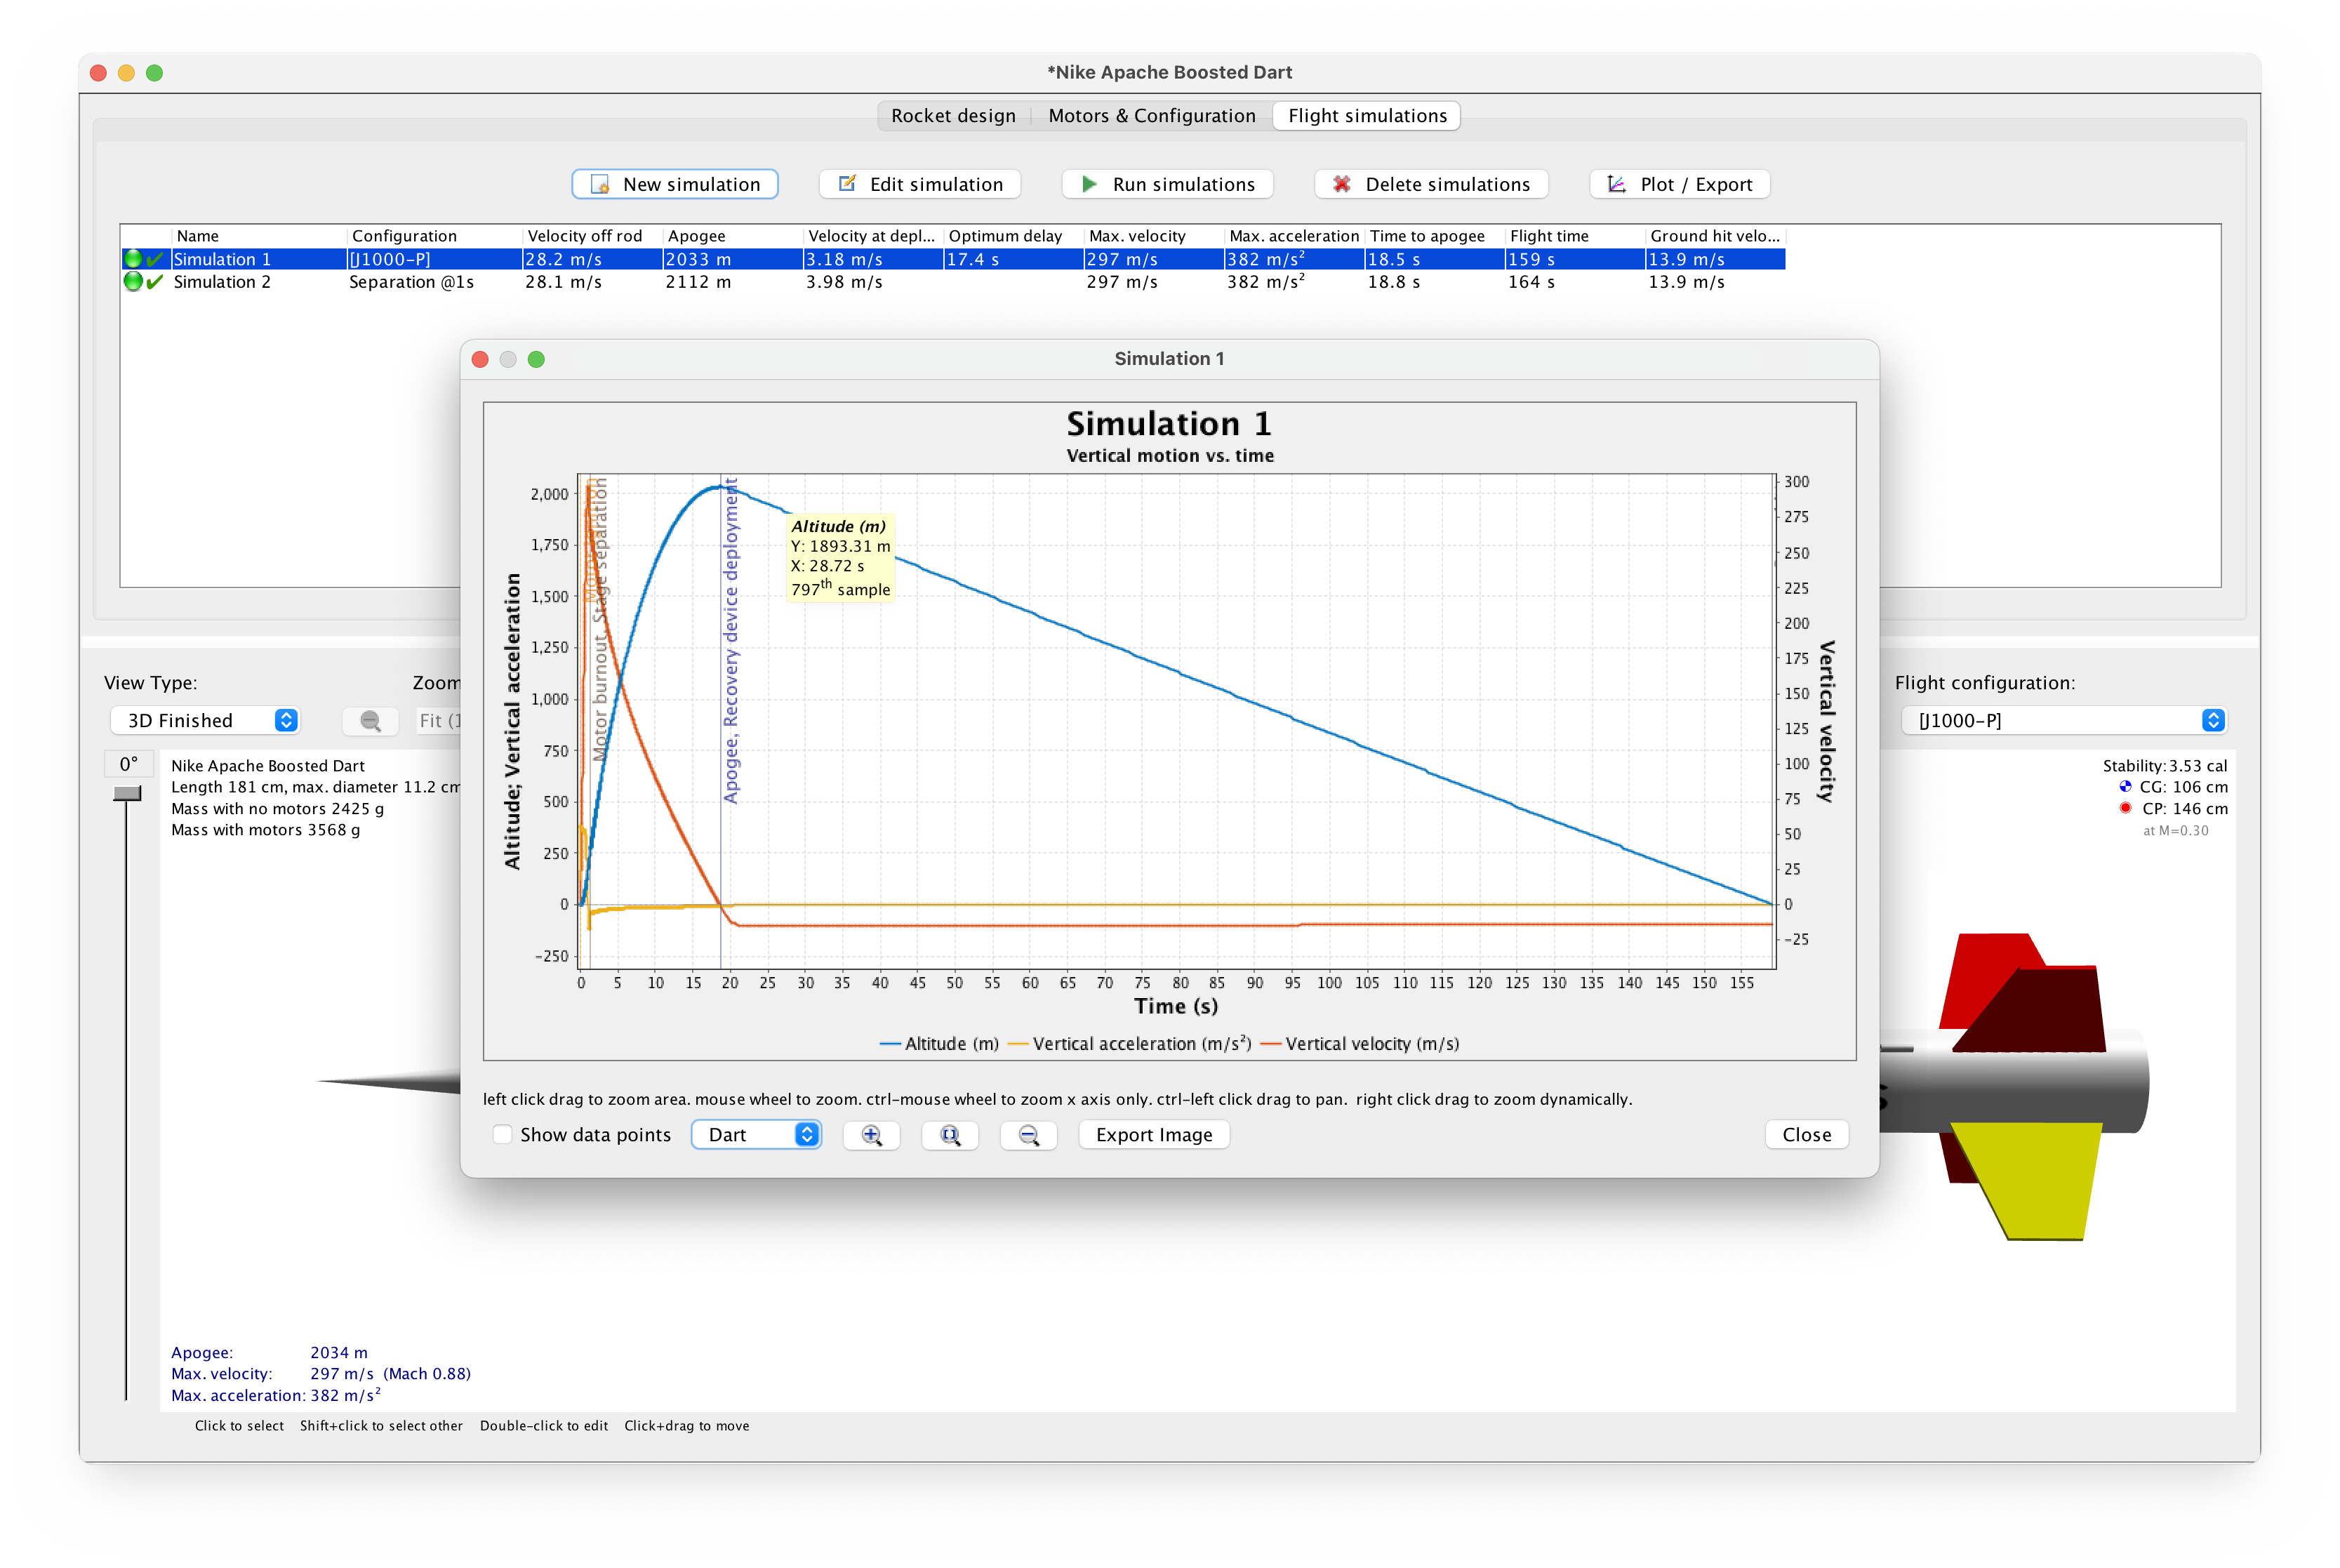 *Nike Apache Boosted Dart
Rocket design Motors & Configuration Flight simulations
New simulation Edit simulation Run simulations Delete simulations Plot / Export
Name Configuration Velocity off rod Apogee Velocity at depl... Optimum delay Max. velocity Max. acceleration Time to apogee Flight time Ground hit velo...
Simulation 1 [J1000-P] 28.2 m/s 2033 m 3.18 m/s 17.4 s 297 m/s 382 m/s² 18.5 s 159 s 13.9 m/s
Simulation 2 Separation @1s 28.1 m/s 2112 m 3.98 m/s 297 m/s 382 m/s² 18.8 s 164 s 13.9 m/s
Simulation 1
Simulation 1
Vertical motion vs. time
Altitude; Vertical acceleration
2,000
1,750
1,500
1,250
1,000
750
500
250
0
-250
Motor burnout, Stage separation
Apogee, Recovery device deployment
Altitude (m)
Y: 1893.31 m
X: 28.72 s
797th sample
300
275
250
225
200
175
150
125
100
75
50
25
0
-25
Vertical velocity
0 5 10 15 20 25 30 35 40 45 50 55 60 65 70 75 80 85 90 95 100 105 110 115 120 125 130 135 140 145 150 155
Time (s)
Altitude (m) Vertical acceleration (m/s²) Vertical velocity (m/s)
left click drag to zoom area. mouse wheel to zoom. ctrl-mouse wheel to zoom x axis only. ctrl-left click drag to pan. right click drag to zoom dynamically.
Show data points Dart Export Image Close
View Type: Zoom
3D Finished Fit (1
0°
Nike Apache Boosted Dart
Length 181 cm, max. diameter 11.2 cm
Mass with no motors 2425 g
Mass with motors 3568 g
Flight configuration:
[J1000-P]
Stability: 3.53 cal
CG: 106 cm
CP: 146 cm
at M=0.30
Apogee: 2034 m
Max. velocity: 297 m/s (Mach 0.88)
Max. acceleration: 382 m/s²
Click to select Shift+click to select other Double-click to edit Click+drag to move